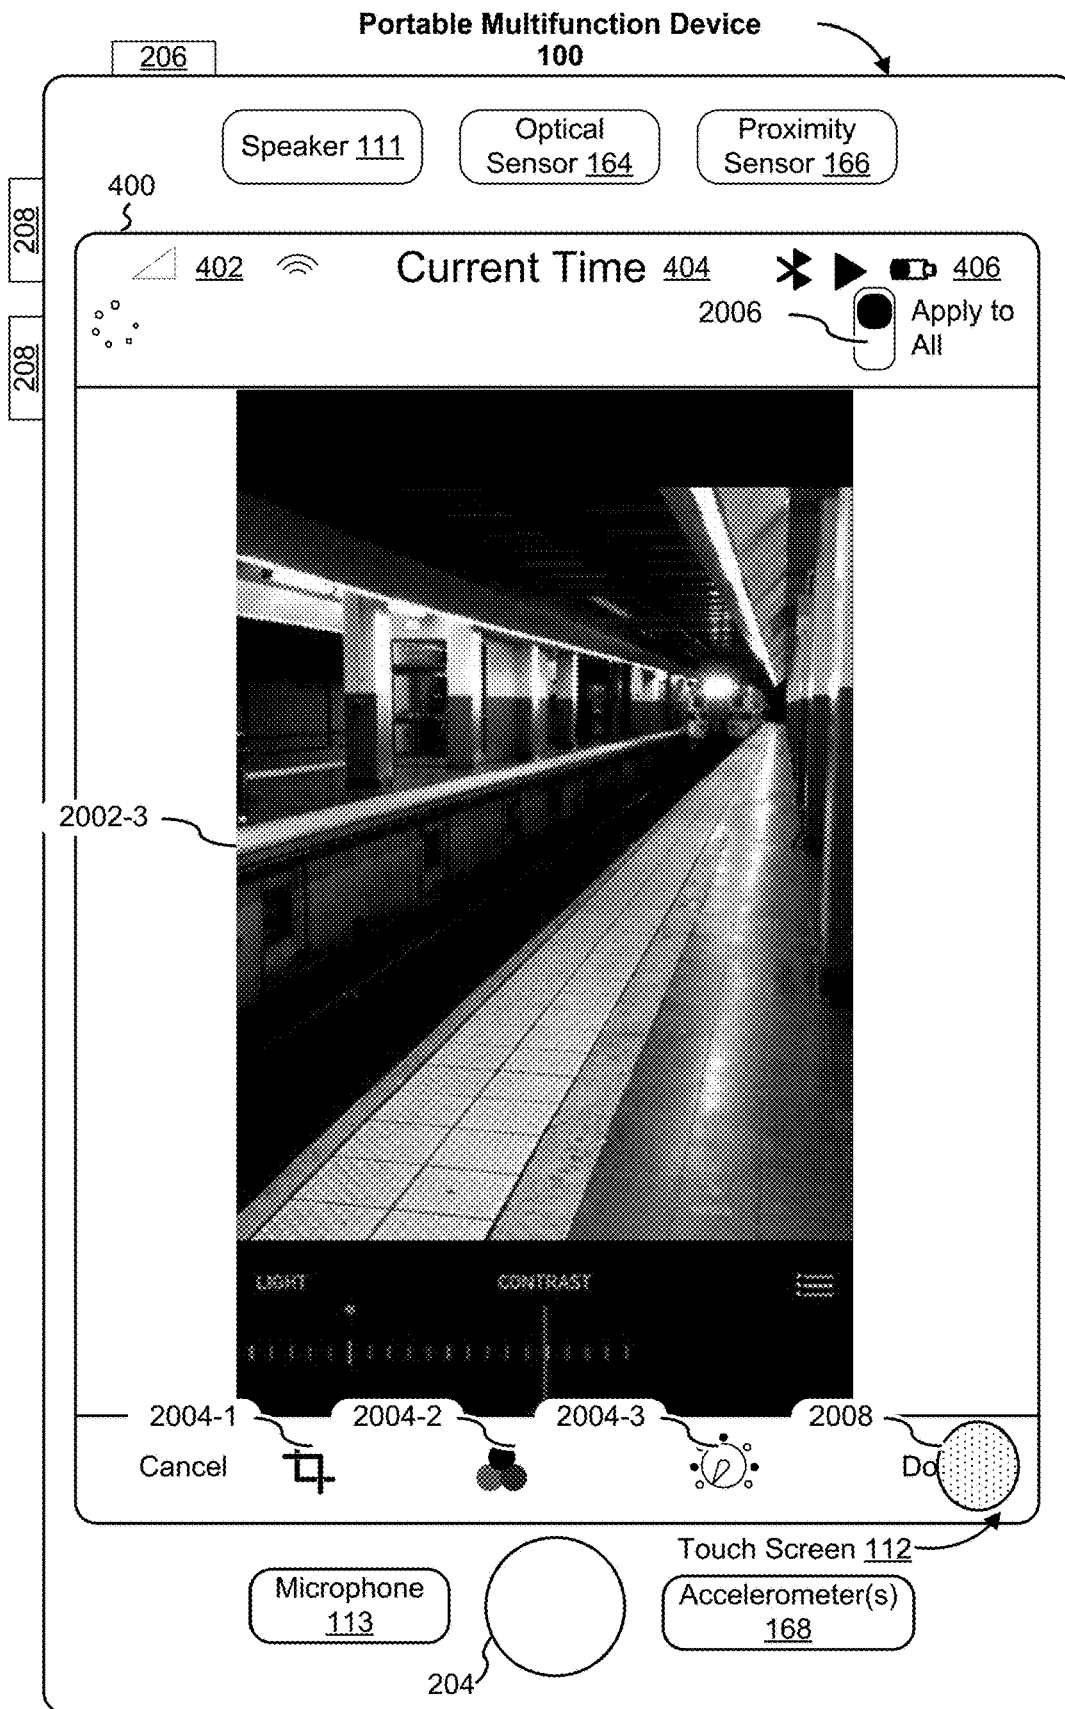 Portable Multifunction Device
100
206
Speaker 111
Optical
Sensor 164
Proximity
Sensor 166
208
208
400
402
Current Time 404
406
2006
Apply to
All
2002-3
LIGHT
CONTRAST
2004-1
2004-2
2004-3
2008
Cancel
Do
Touch Screen 112
Microphone
113
Accelerometer(s)
168
204